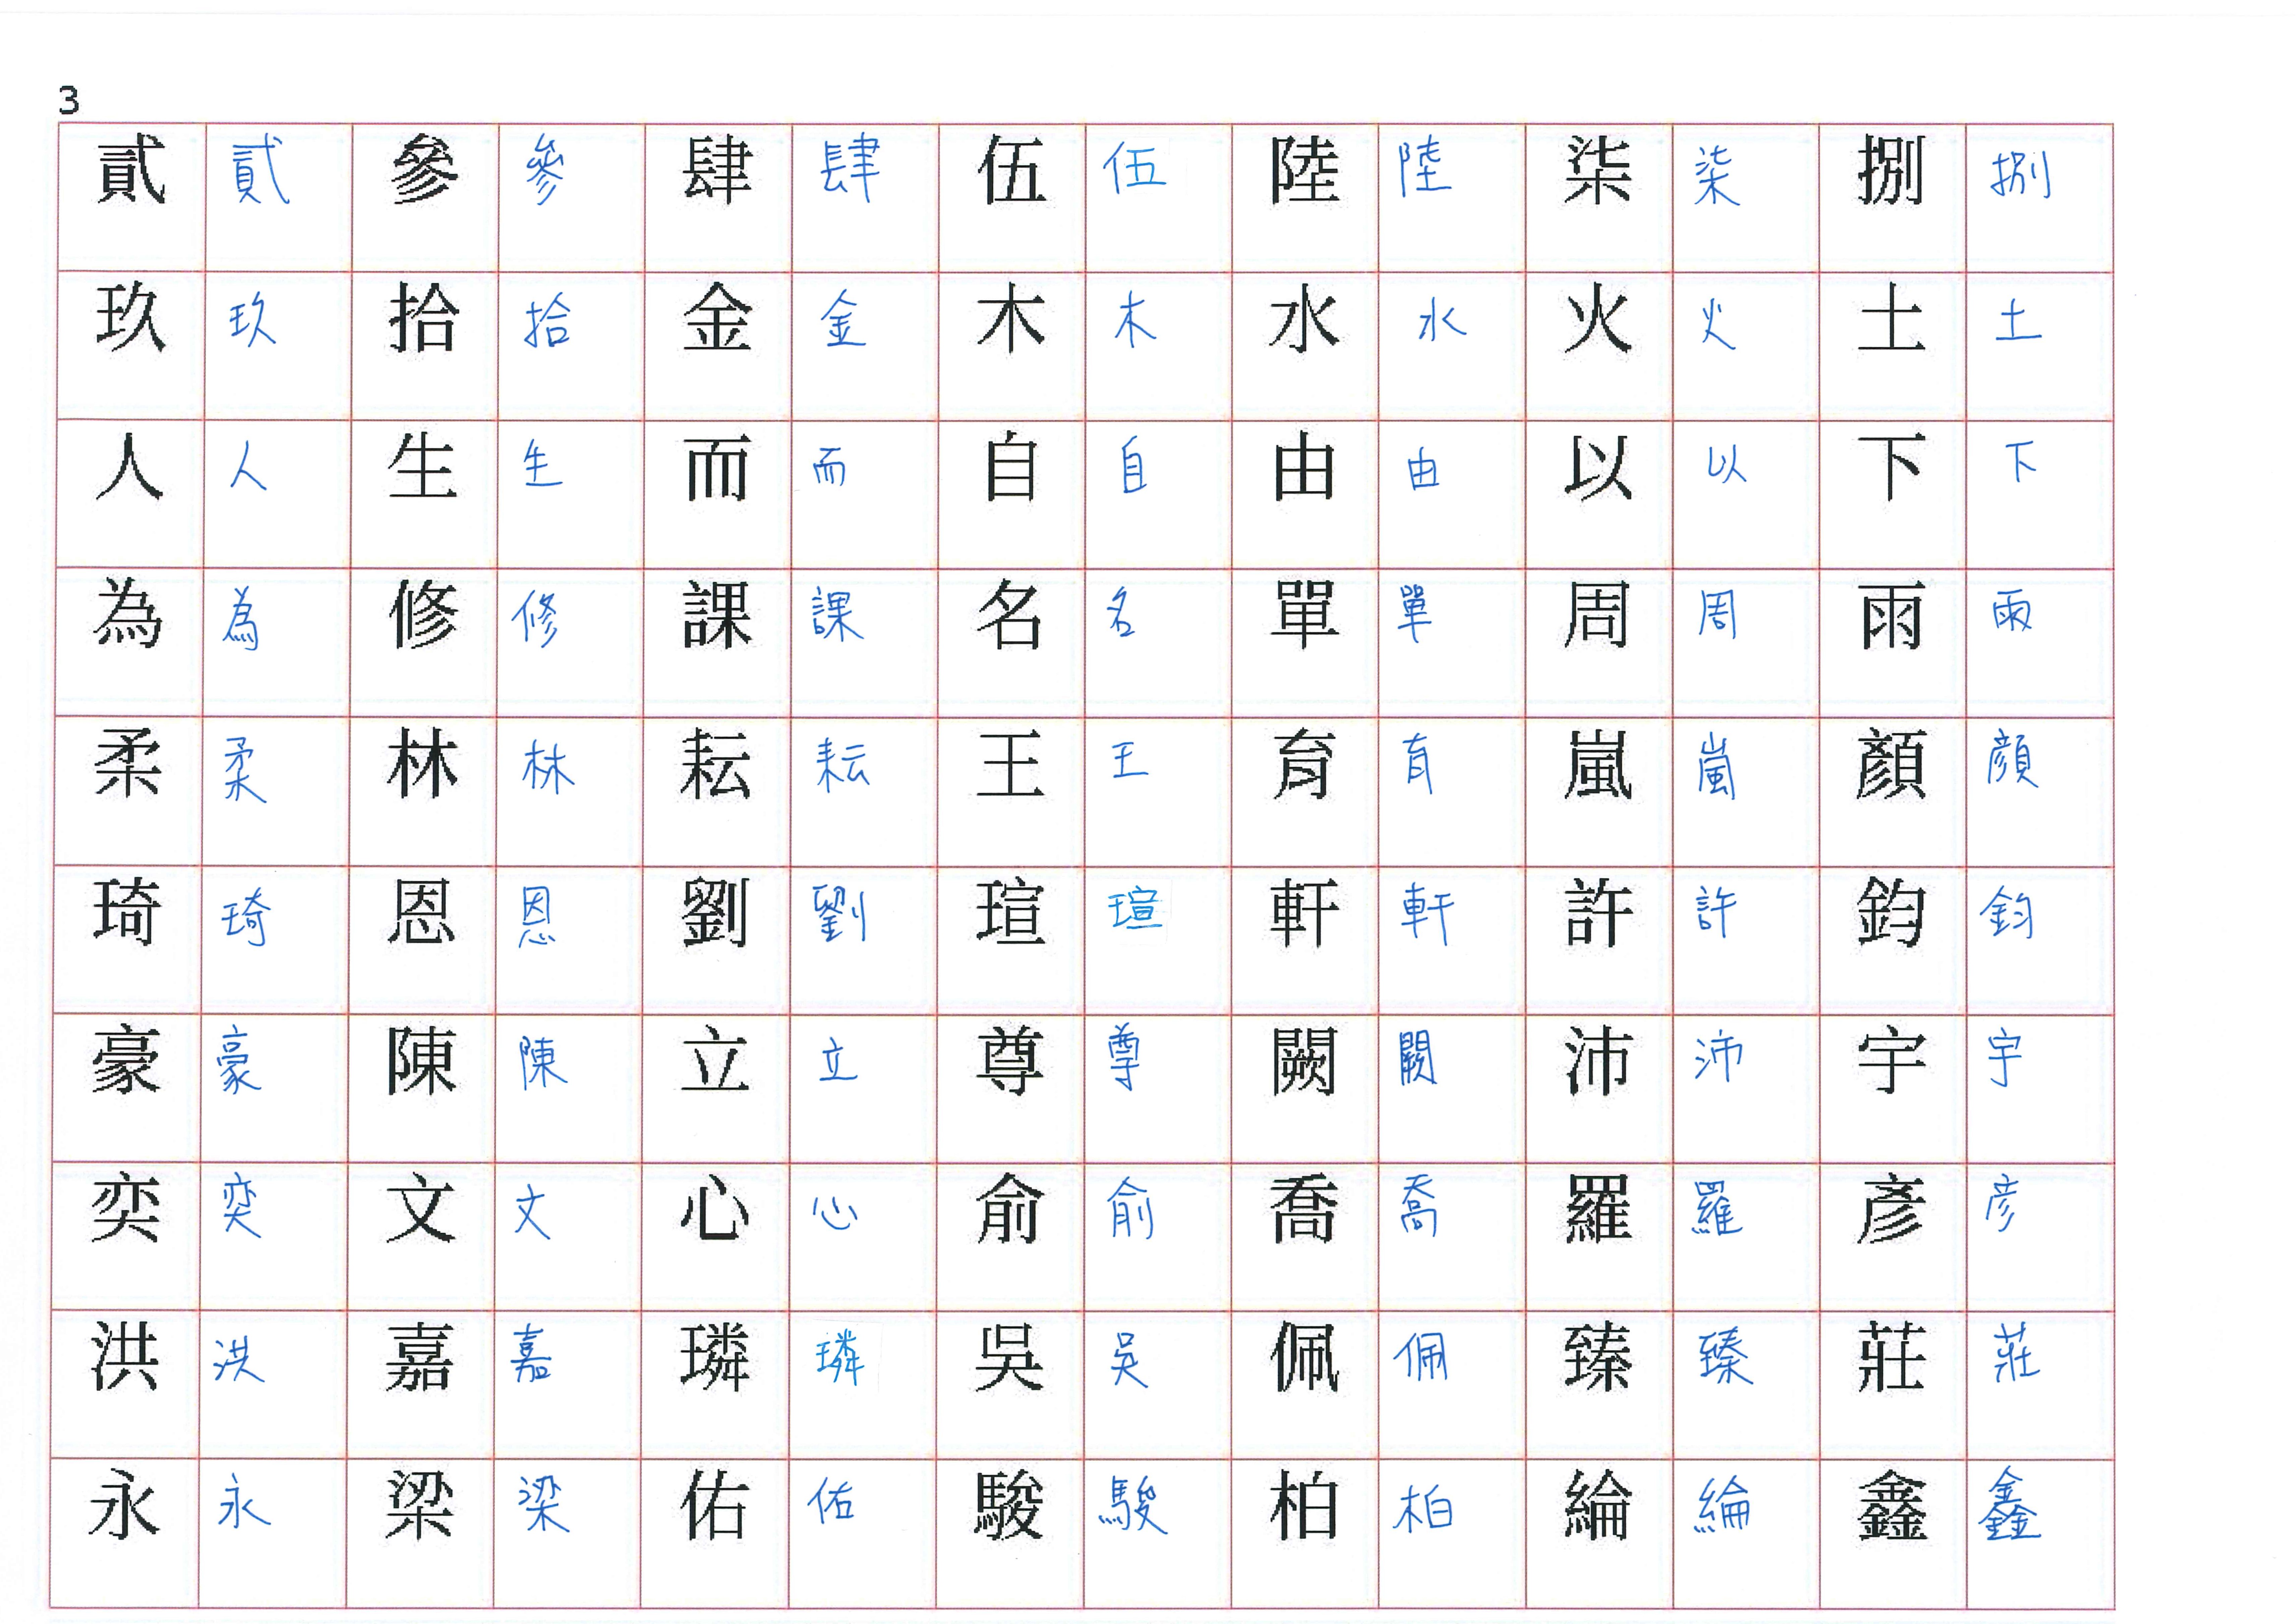 3
貳 貳 參 參 肆 肆 伍 伍 陸 陸 柒 柒 捌 捌
玖 玖 拾 拾 金 金 木 木 水 水 火 火 土 土
人 人 生 生 而 而 自 自 由 由 以 以 下 下
為 為 修 修 課 課 名 名 單 單 周 周 雨 雨
柔 柔 林 林 耘 耘 王 王 育 育 嵐 嵐 顏 顏
琦 琦 恩 恩 劉 劉 瑄 瑄 軒 軒 許 許 鈞 鈞
豪 豪 陳 陳 立 立 尊 尊 闕 闕 沛 沛 宇 宇
奕 奕 文 文 心 心 俞 俞 喬 喬 羅 羅 彥 彥
洪 洪 嘉 嘉 璘 璘 吳 吳 佩 佩 臻 臻 莊 莊
永 永 梁 梁 佑 佑 駿 駿 柏 柏 綸 綸 鑫 鑫